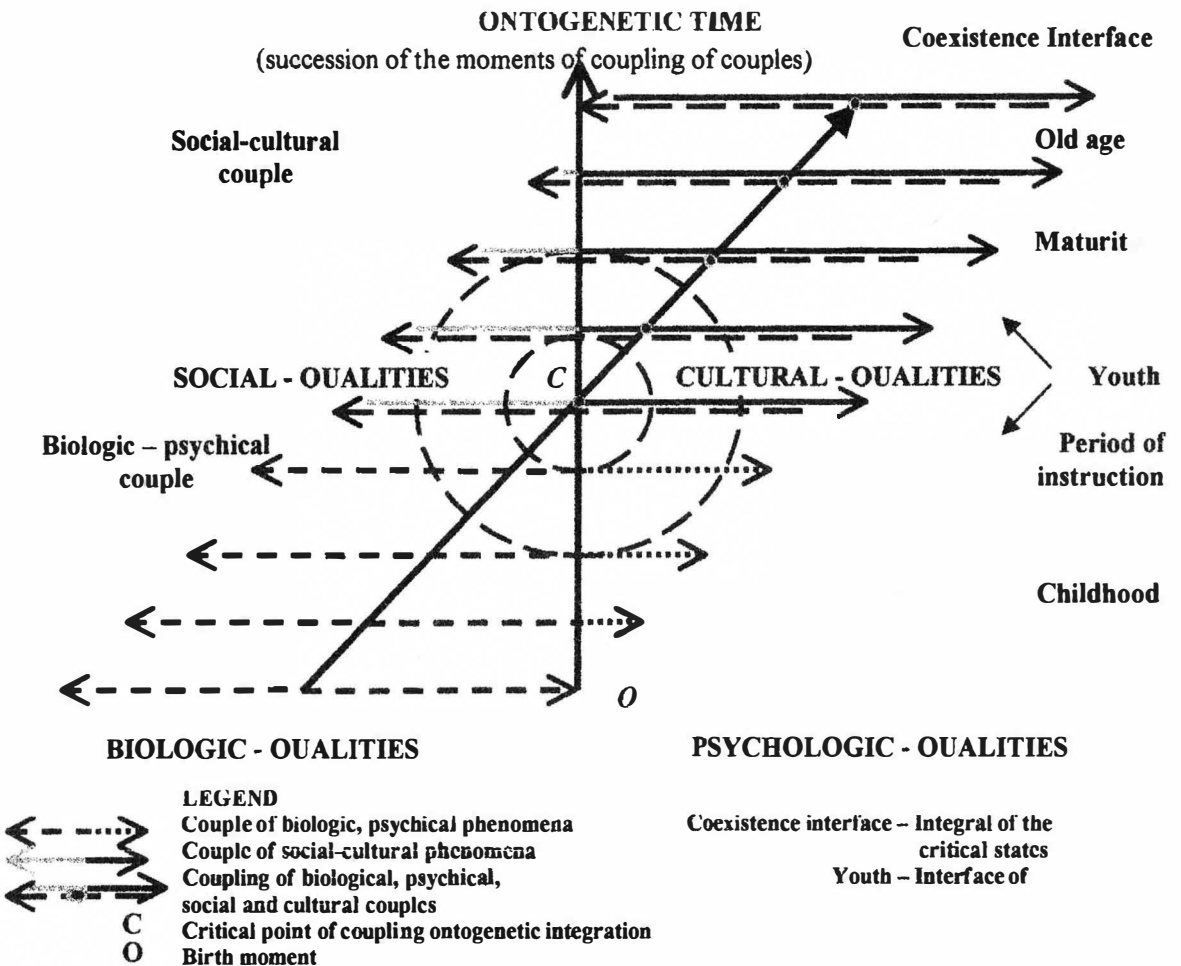 ONTOGENETIC TIME
(succession of the moments of coupling of couples)
Coexistence Interface
Social-cultural
couple
Old age
Maturit
SOCIAL - OUALITIES
C
CULTURAL - OUALITIES
Youth
Biologic – psychical
couple
Period of
instruction
Childhood
O
BIOLOGIC - OUALITIES
PSYCHOLOGIC - OUALITIES
LEGEND
Couple of biologic, psychical phenomena
Couple of social-cultural phenomena
Coupling of biological, psychical,
social and cultural couples
C Critical point of coupling ontogenetic integration
O Birth moment
Coexistence interface – Integral of the
critical states
Youth – Interface of